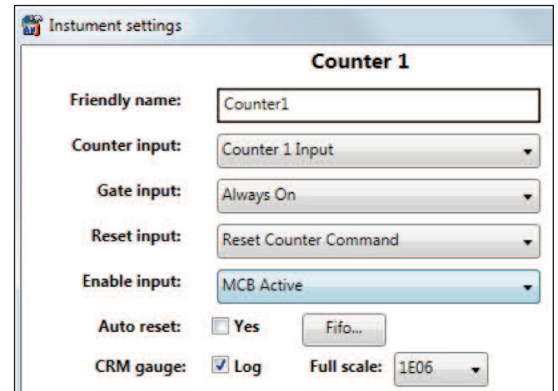 Instument settings
Counter 1
Friendly name: Counter1
Counter input: Counter 1 Input
Gate input: Always On
Reset input: Reset Counter Command
Enable input: MCB Active
Auto reset: Yes Fifo...
CRM gauge: Log Full scale: 1E06